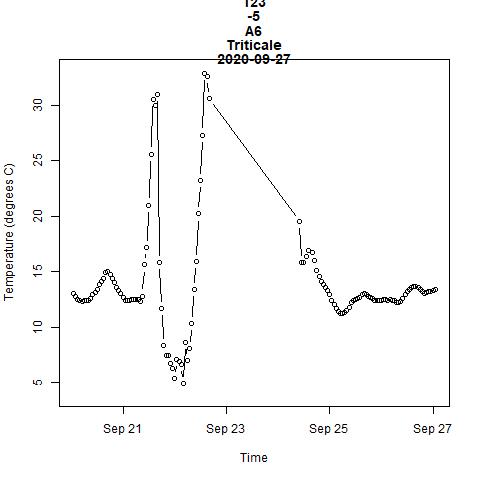 123
-5
A6
Triticale
2020-09-27
Temperature (degrees C)
30
25
20
15
10
5
Sep 21
Sep 23
Sep 25
Sep 27
Time